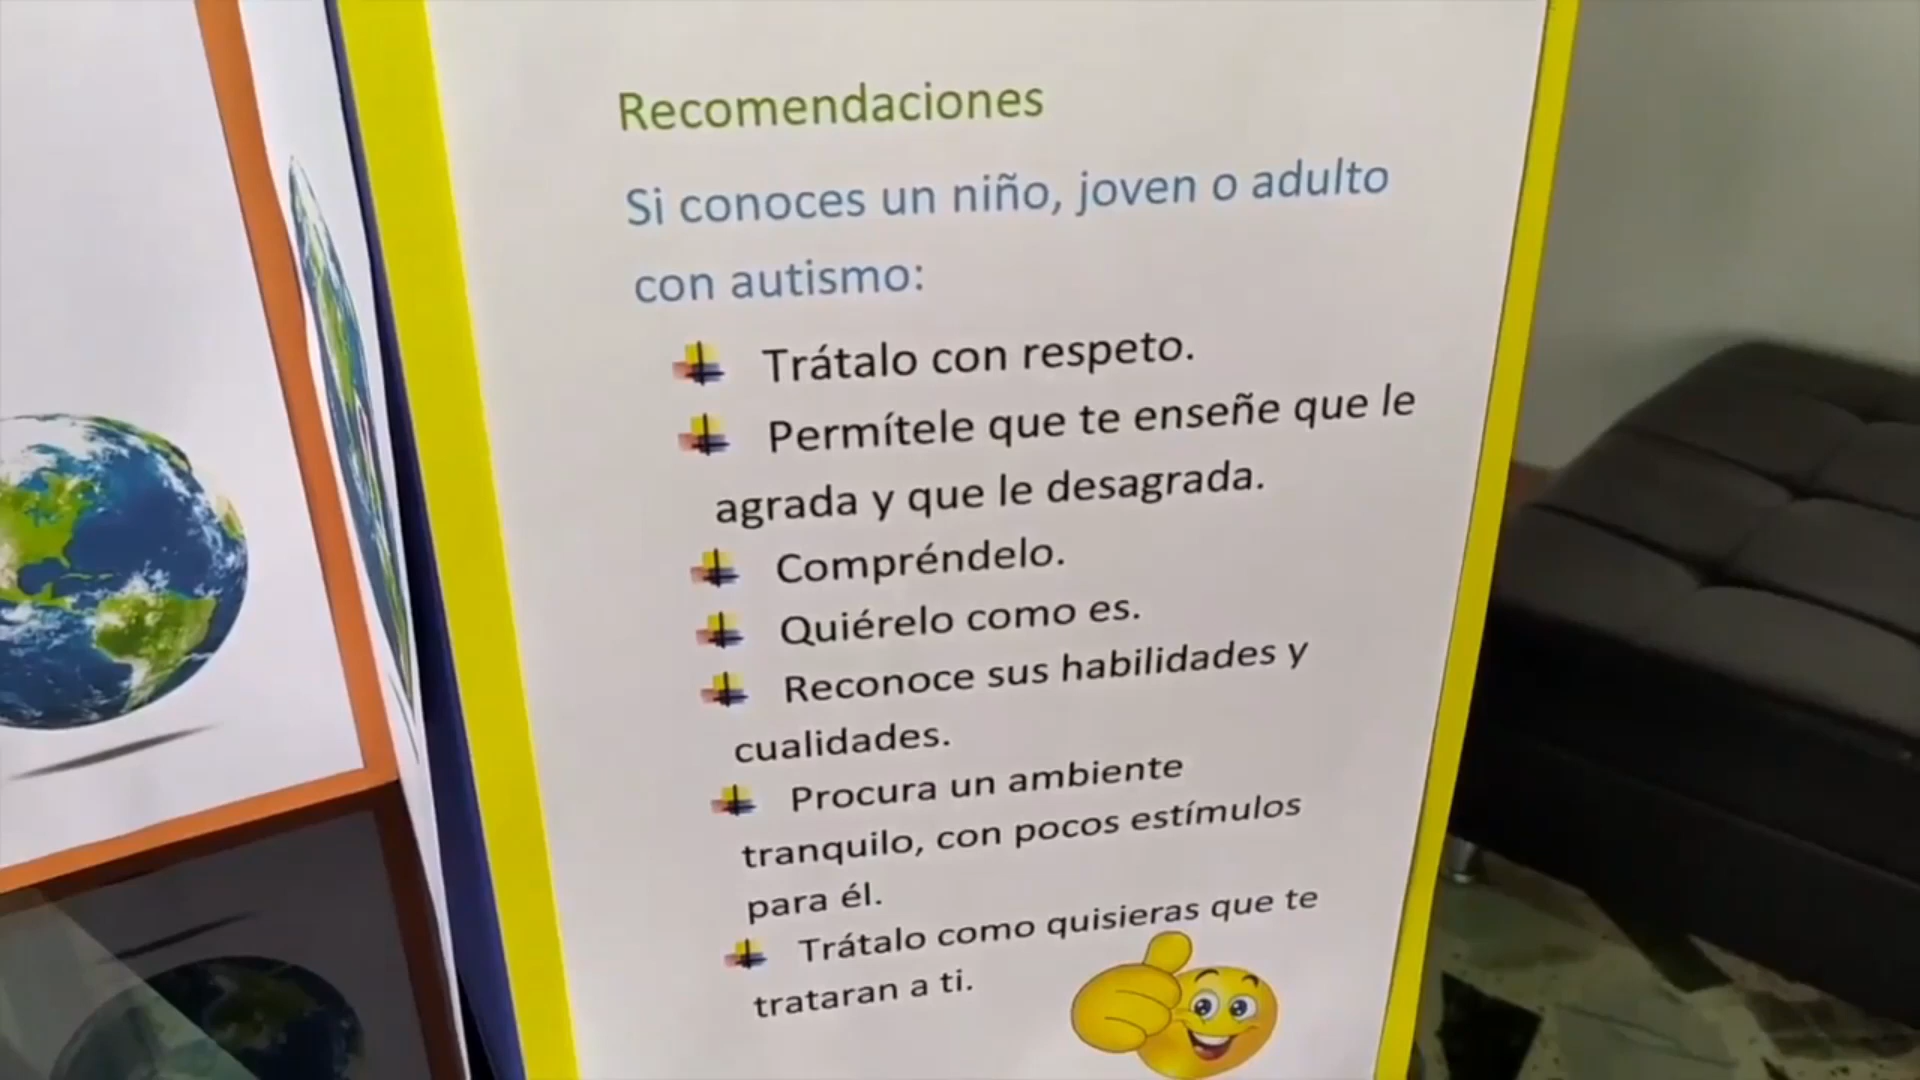 Recomendaciones
Si conoces un niño, joven o adulto
con autismo:
Trátalo con respeto.
Permítele que te enseñe que le
agrada y que le desagrada.
Compréndelo.
Quiérelo como es.
Reconoce sus habilidades y
cualidades.
Procura un ambiente
tranquilo, con pocos estímulos
para él.
Trátalo como quisieras que te
trataran a ti.